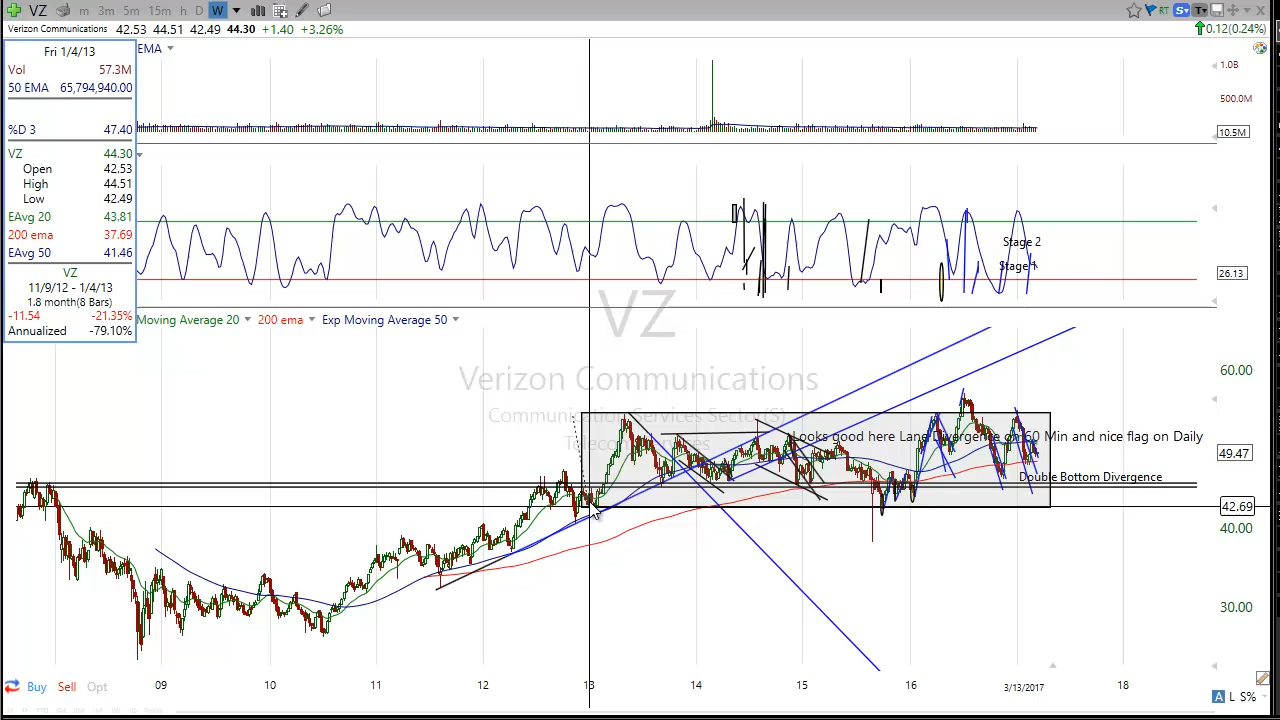 VZ m 3m 5m 15m h D W RT S T
Verizon Communications 42.53 44.51 42.49 44.30 +1.40 +3.26% 0.12(0.24%)
Fri 1/4/13
Vol 57.3M
50 EMA 65,794,940.00
%D 3 47.40
VZ 44.30
Open 42.53
High 44.51
Low 42.49
EAvg 20 43.81
200 ema 37.69
EAvg 50 41.46
VZ
11/9/12 - 1/4/13
1.8 month(8 Bars)
-11.54 -21.35%
Annualized -79.10%
EMA
1.0B
500.0M
10.5M
Stage 2
Stage 1
26.13
Moving Average 20 200 ema Exp Moving Average 50
VZ
Verizon Communications
Communication Services Sector(S)
60.00
Looks good here Lane Divergence on 60 Min and nice flag on Daily
49.47
Double Bottom Divergence
42.69
40.00
30.00
Buy Sell Opt
09 10 11 12 13 14 15 16 3/13/2017 18
A L S%